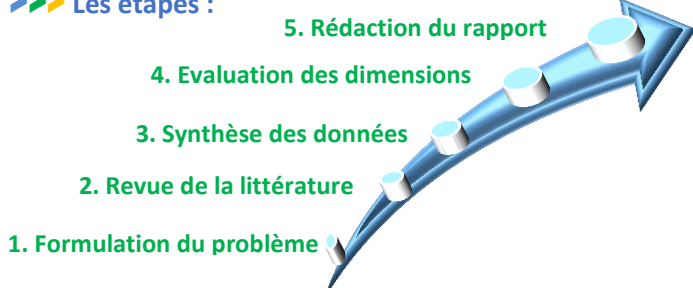 Les étapes :
5. Rédaction du rapport
4. Evaluation des dimensions
3. Synthèse des données
2. Revue de la littérature
1. Formulation du problème